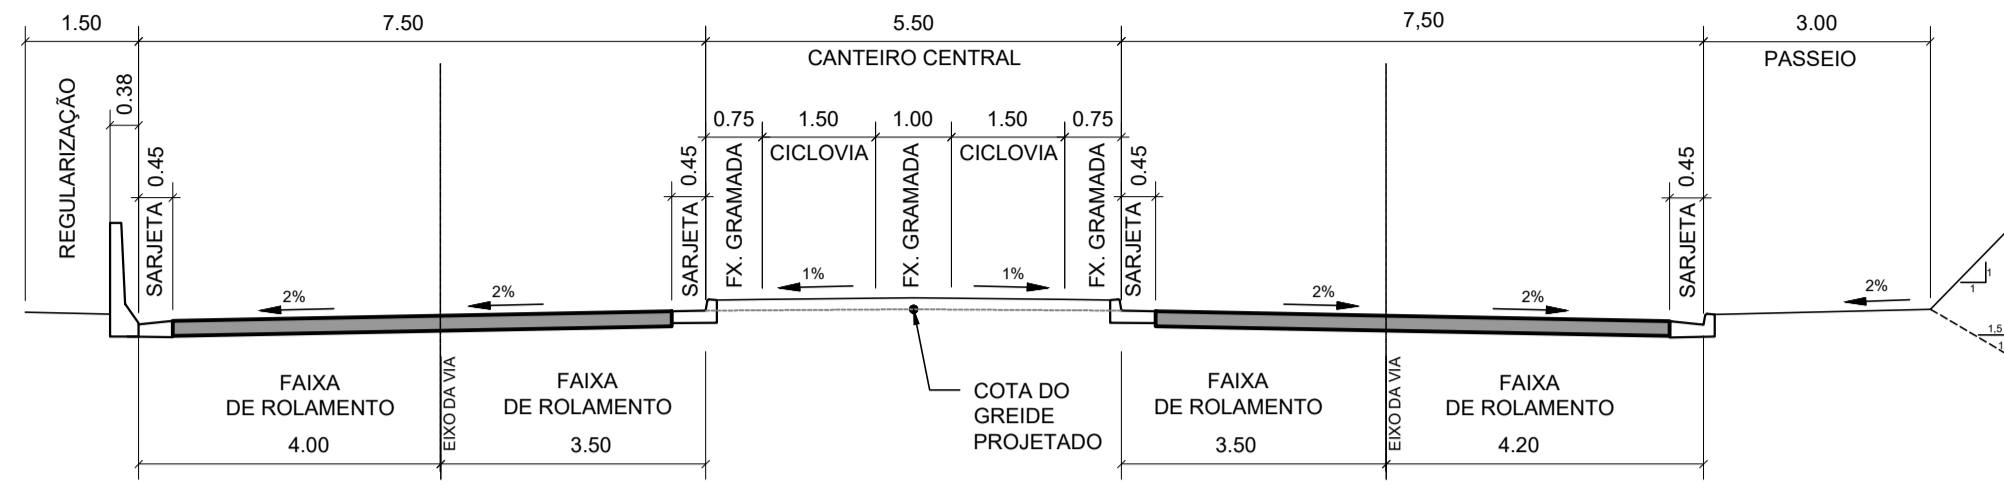 1.50
7.50
5.50
7,50
3.00
CANTEIRO CENTRAL
PASSEIO
REGULARIZAÇÃO
0.38
0.45
SARJETA
0.45
SARJETA
0.75
1.50
1.00
1.50
0.75
FX. GRAMADA
CICLOVIA
FX. GRAMADA
CICLOVIA
FX. GRAMADA
0.45
SARJETA
0.45
SARJETA
2%
2%
1%
1%
2%
2%
2%
1
1
1,5
1
FAIXA
DE ROLAMENTO
4.00
EIXO DA VIA
FAIXA
DE ROLAMENTO
3.50
COTA DO
GREIDE
PROJETADO
FAIXA
DE ROLAMENTO
3.50
EIXO DA VIA
FAIXA
DE ROLAMENTO
4.20